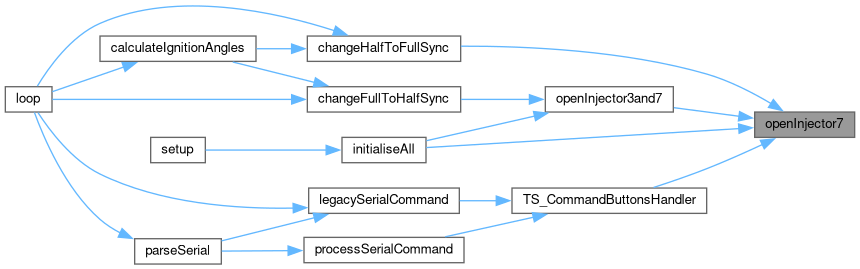 calculateIgnitionAngles
changeHalfToFullSync
loop
changeFullToHalfSync
openInjector3and7
openInjector7
setup
initialiseAll
legacySerialCommand
TS_CommandButtonsHandler
parseSerial
processSerialCommand